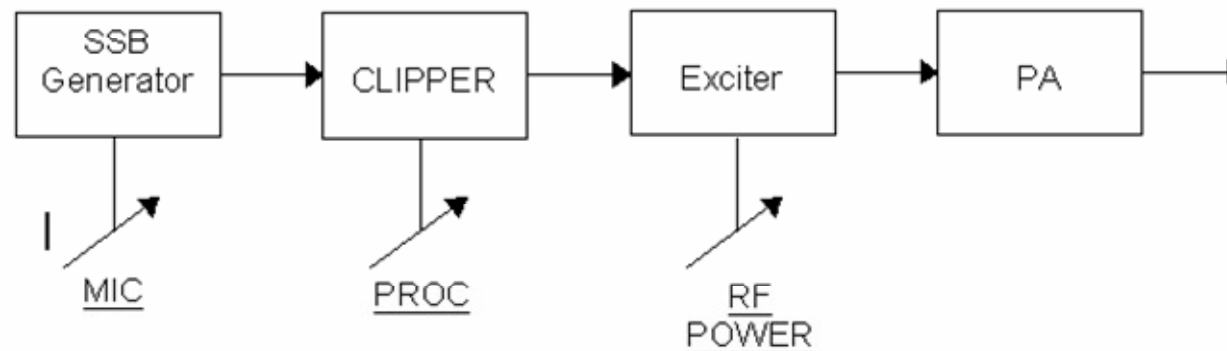 SSB
Generator
CLIPPER
Exciter
PA
MIC
PROC
RF
POWER